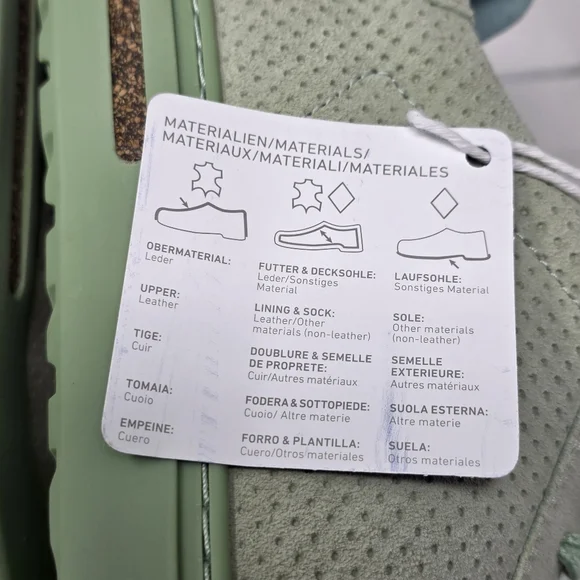 MATERIALIEN/MATERIALS/
MATERIAUX/MATERIALI/MATERIALES
OBERMATERIAL:
Leder
UPPER:
Leather
TIGE:
Cuir
TOMAIA:
Cuoio
EMPEINE:
Cuero
FUTTER & DECKSOHLE:
Leder/Sonstiges
Material
LINING & SOCK:
Leather/Other
materials (non-leather)
DOUBLURE & SEMELLE
DE PROPRETE:
Cuir/Autres matériaux
FODERA & SOTTOPIEDE:
Cuoio/ Altre materie
FORRO & PLANTILLA:
Cuero/Otros materiales
LAUFSOHLE:
Sonstiges Material
SOLE:
Other materials
(non-leather)
SEMELLE
EXTERIEURE:
Autres matériaux
SUOLA ESTERNA:
Altre materie
SUELA:
Otros materiales